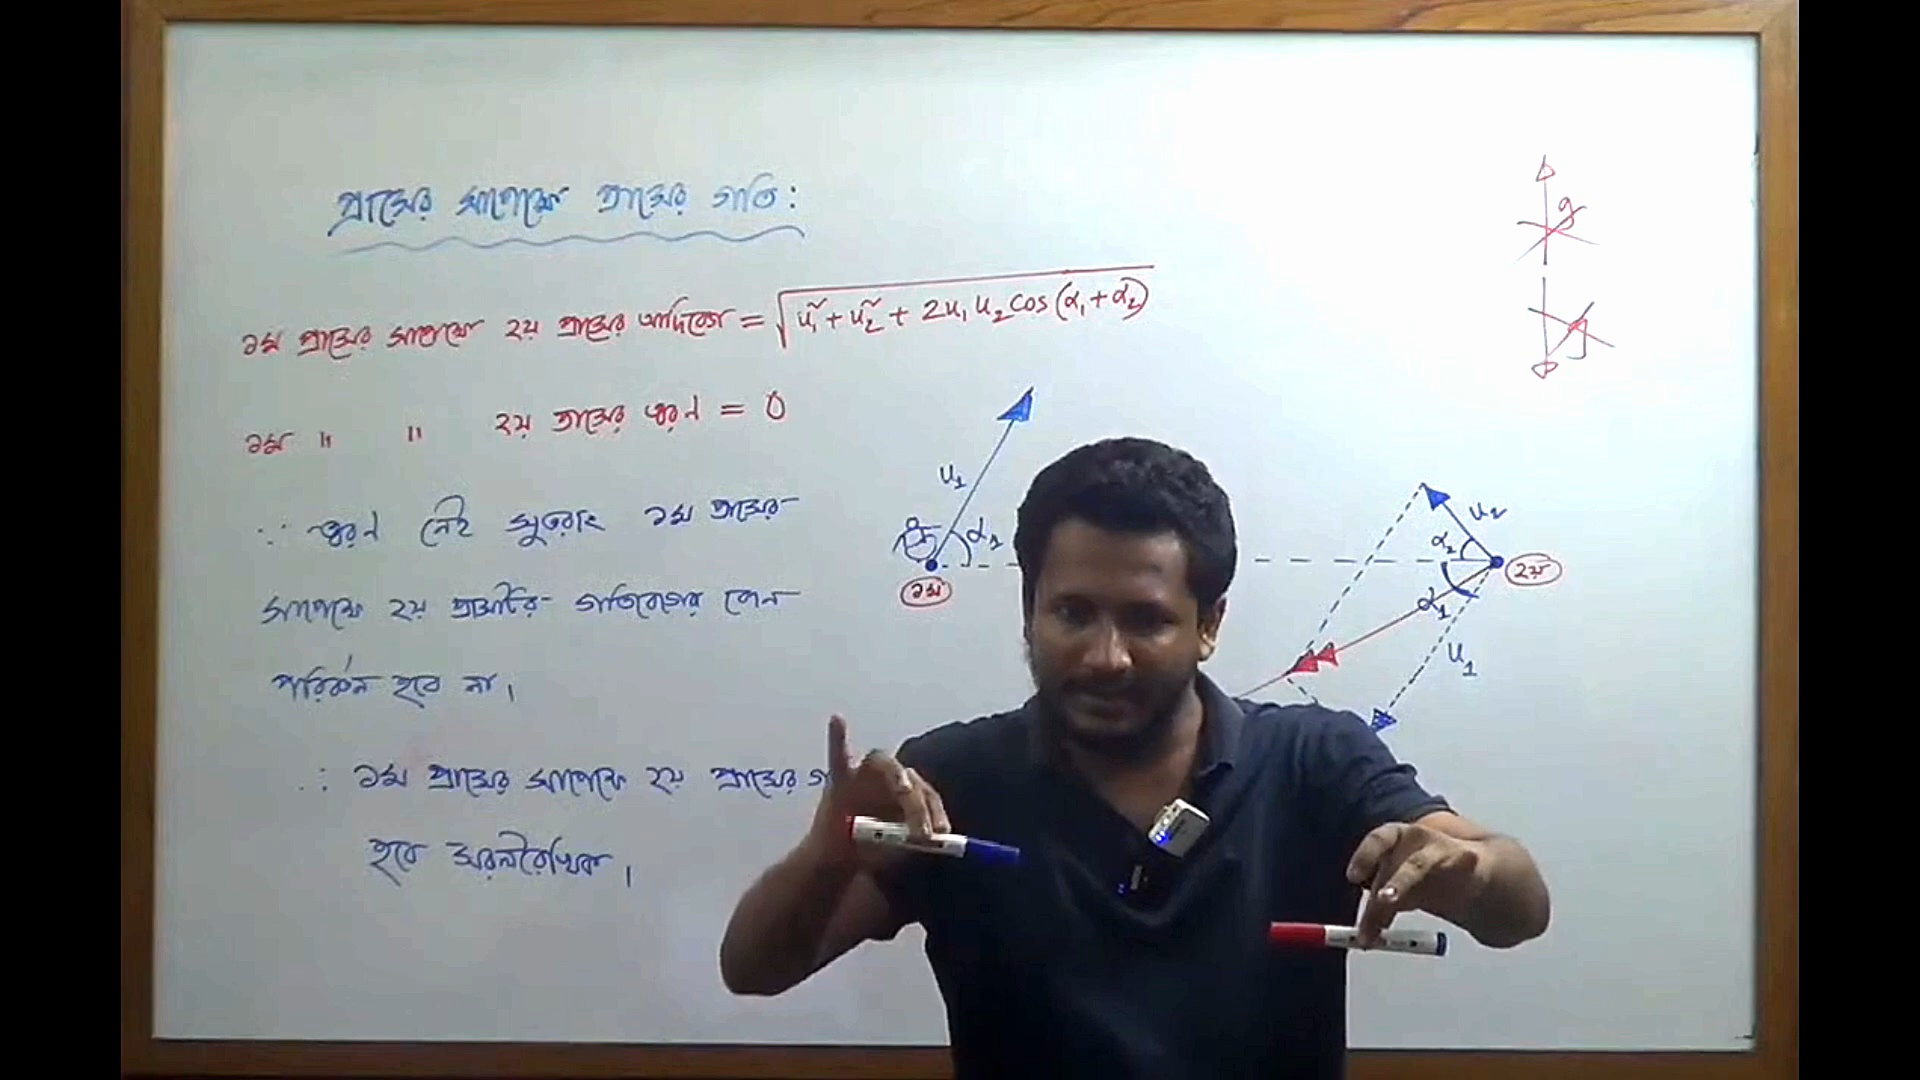 প্রাসের সাপেক্ষে প্রাসের গতি:
১ম প্রাসের সাপেক্ষে ২য় প্রাসের আদিবেগ = √(u₁² + u₂² + 2u₁u₂ cos(α₁+α₂))
১ম " " ২য় প্রাসের ত্বরণ = 0
∵ ত্বরণ নেই সুতরাং ১ম প্রাসের
সাপেক্ষে ২য় প্রাসটির গতিবেগের কোন
পরিবর্তন হবে না।
∴ ১ম প্রাসের সাপেক্ষে ২য় প্রাসের
হবে সরলরৈখিক।
g
g
u₁
α₁
১ম
u₂
α₂
২য়
α₁
u₁